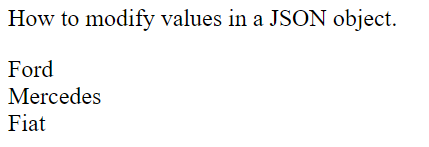 How to modify values in a JSON object.
Ford
Mercedes
Fiat